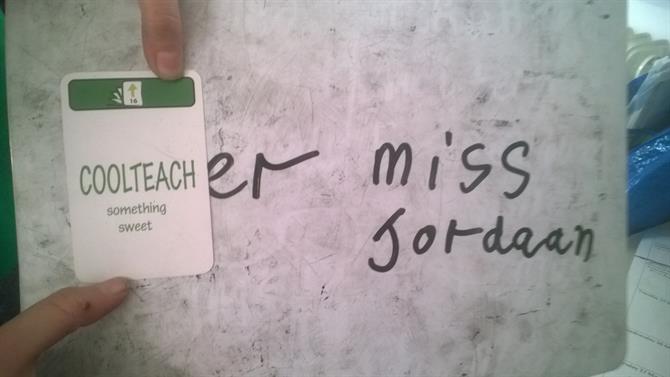 16
COOLTEACH
something
sweet
er miss
Jordaan